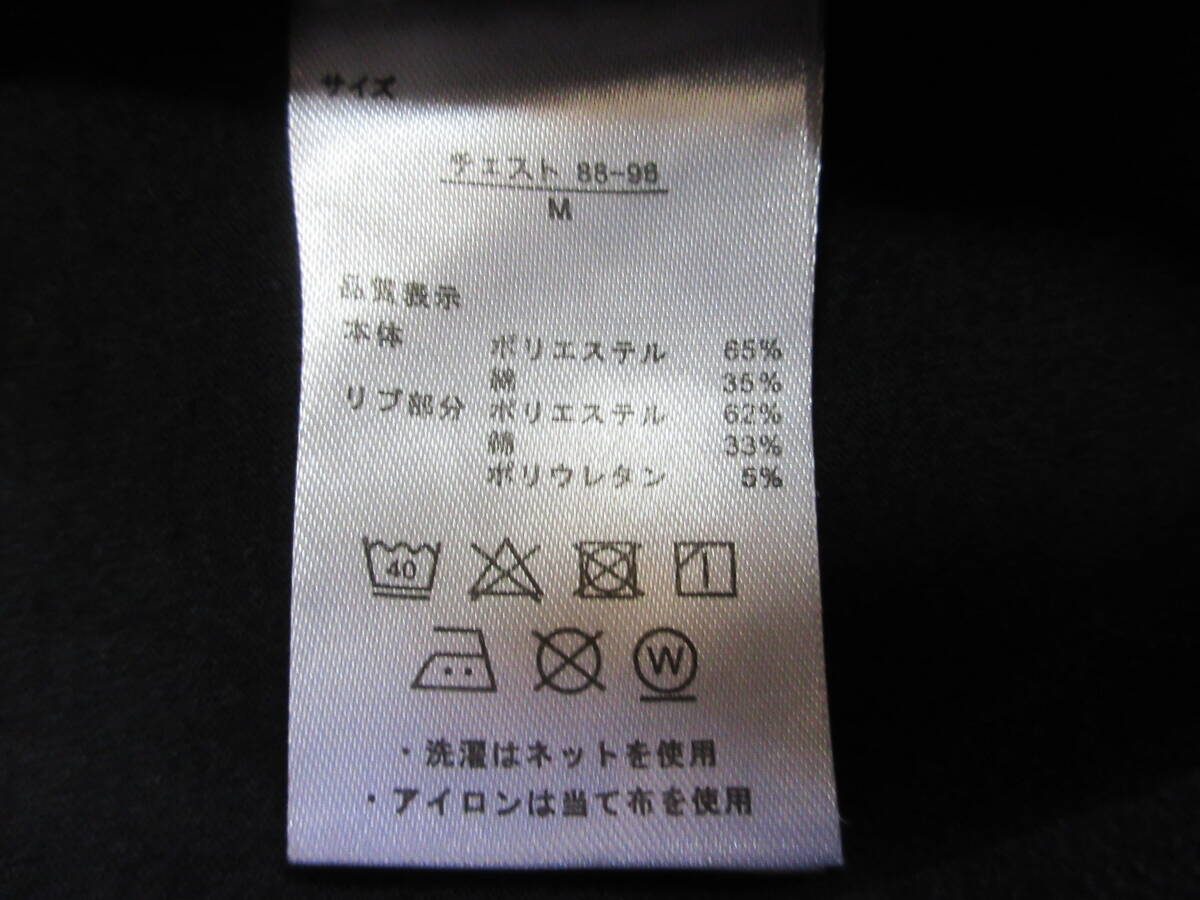 サイズ
チェスト 88-96
M
品質表示
本体
ポリエステル 65%
綿 35%
リブ部分
ポリエステル 62%
綿 33%
ポリウレタン 5%
40
W
・洗濯はネットを使用
・アイロンは当て布を使用